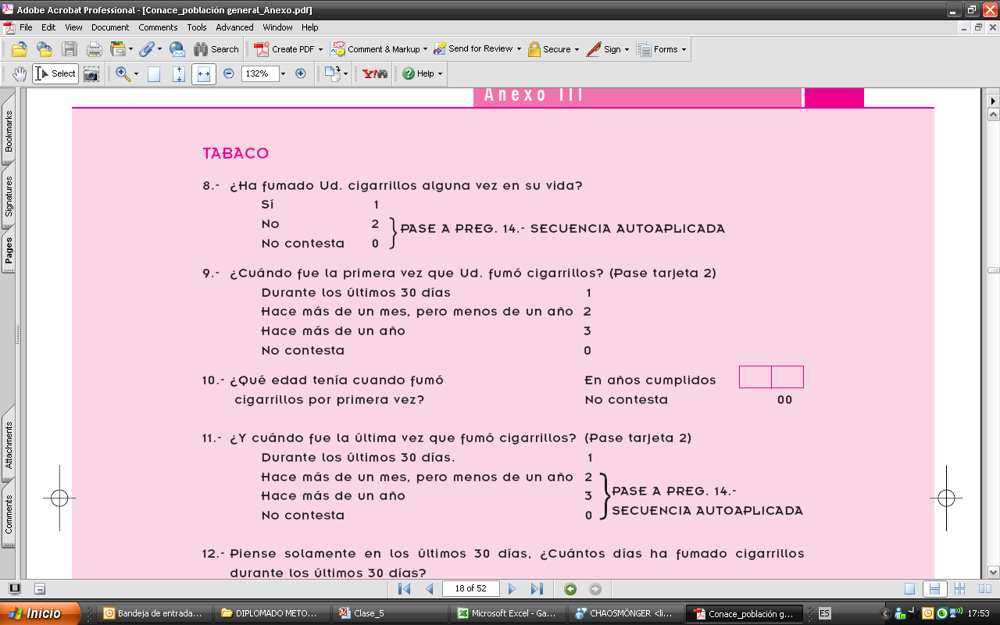 Adobe Acrobat Professional - [Conace_población general_Anexo.pdf]
File Edit View Document Comments Tools Advanced Window Help
Search Create PDF Comment & Markup Send for Review Secure Sign Forms
Select 132% Y! Help
Bookmarks
Signatures
Pages
Attachments
Comments
Anexo III
TABACO
8.- ¿Ha fumado Ud. cigarrillos alguna vez en su vida?
Sí 1
No 2
PASE A PREG. 14.- SECUENCIA AUTOAPLICADA
No contesta 0
9.- ¿Cuándo fue la primera vez que Ud. fumó cigarrillos? (Pase tarjeta 2)
Durante los últimos 30 días 1
Hace más de un mes, pero menos de un año 2
Hace más de un año 3
No contesta 0
10.- ¿Qué edad tenía cuando fumó En años cumplidos
cigarrillos por primera vez? No contesta 00
11.- ¿Y cuándo fue la última vez que fumó cigarrillos? (Pase tarjeta 2)
Durante los últimos 30 días. 1
Hace más de un mes, pero menos de un año 2
PASE A PREG. 14.-
Hace más de un año 3
SECUENCIA AUTOAPLICADA
No contesta 0
12.- Piense solamente en los últimos 30 días, ¿Cuántos días ha fumado cigarrillos
durante los últimos 30 días?
18 of 52
Inicio Bandeja de entrada... DIPLOMADO METO... Clase_5 Microsoft Excel - Ga... CHAOSMÖNGER <li... Conace_población g... ES 17:53